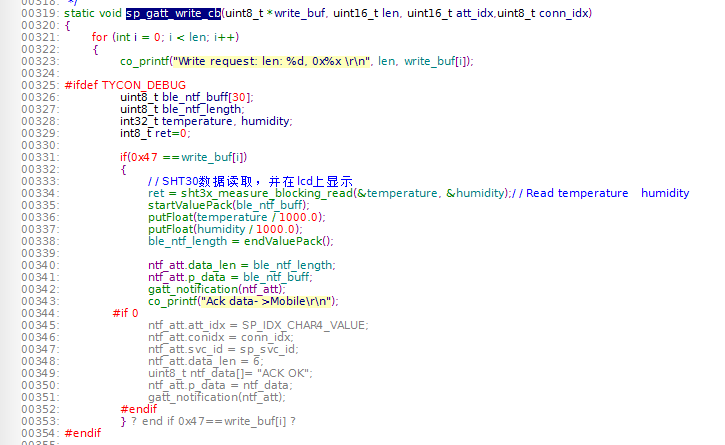 00318: */
00319: static void sp_gatt_write_cb(uint8_t *write_buf, uint16_t len, uint16_t att_idx,uint8_t conn_idx)
00320: {
00321: for (int i = 0; i < len; i++)
00322: {
00323: co_printf("Write request: len: %d, 0x%x \r\n", len, write_buf[i]);
00324:
00325: #ifdef TYCON_DEBUG
00326: uint8_t ble_ntf_buff[30];
00327: uint8_t ble_ntf_length;
00328: int32_t temperature, humidity;
00329: int8_t ret=0;
00330:
00331: if(0x47 ==write_buf[i])
00332: {
00333: //SHT30数据读取，并在lcd上显示
00334: ret = sht3x_measure_blocking_read(&temperature, &humidity);//Read temperature humidity
00335: startValuePack(ble_ntf_buff);
00336: putFloat(temperature / 1000.0);
00337: putFloat(humidity / 1000.0);
00338: ble_ntf_length = endValuePack();
00339:
00340: ntf_att.data_len = ble_ntf_length;
00341: ntf_att.p_data = ble_ntf_buff;
00342: gatt_notification(ntf_att);
00343: co_printf("Ack data->Mobile\r\n");
00344: #if 0
00345: ntf_att.att_idx = SP_IDX_CHAR4_VALUE;
00346: ntf_att.conidx = conn_idx;
00347: ntf_att.svc_id = sp_svc_id;
00348: ntf_att.data_len = 6;
00349: uint8_t ntf_data[]= "ACK OK";
00350: ntf_att.p_data = ntf_data;
00351: gatt_notification(ntf_att);
00352: #endif
00353: } ? end if 0x47==write_buf[i] ?
00354: #endif